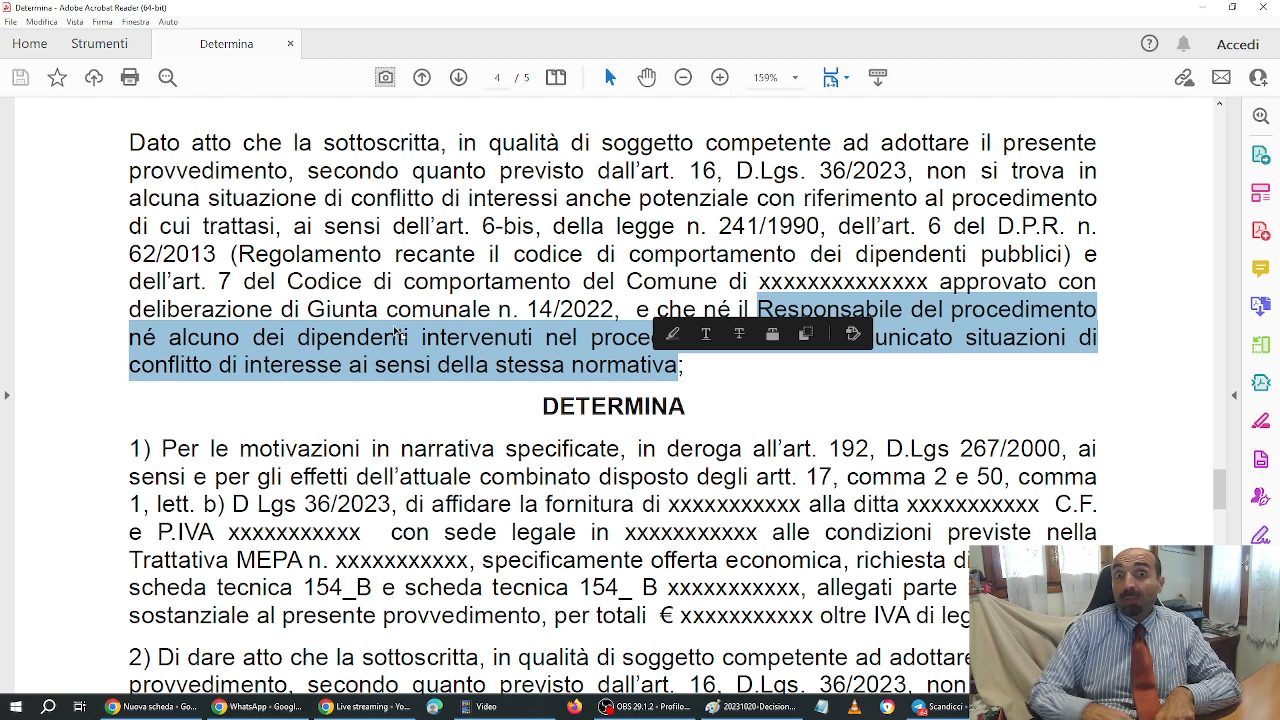 Determina - Adobe Acrobat Reader (64-bit)
File Modifica Vista Firma Finestra Aiuto
Home Strumenti Determina × Accedi
4 / 5 159%
Dato atto che la sottoscritta, in qualità di soggetto competente ad adottare il presente
provvedimento, secondo quanto previsto dall'art. 16, D.Lgs. 36/2023, non si trova in
alcuna situazione di conflitto di interessi anche potenziale con riferimento al procedimento
di cui trattasi, ai sensi dell'art. 6-bis, della legge n. 241/1990, dell'art. 6 del D.P.R. n.
62/2013 (Regolamento recante il codice di comportamento dei dipendenti pubblici) e
dell'art. 7 del Codice di comportamento del Comune di xxxxxxxxxxxxxx approvato con
deliberazione di Giunta comunale n. 14/2022, e che né il Responsabile del procedimento
né alcuno dei dipendenti intervenuti nel proce unicato situazioni di
conflitto di interesse ai sensi della stessa normativa;
DETERMINA
1) Per le motivazioni in narrativa specificate, in deroga all'art. 192, D.Lgs 267/2000, ai
sensi e per gli effetti dell'attuale combinato disposto degli artt. 17, comma 2 e 50, comma
1, lett. b) D Lgs 36/2023, di affidare la fornitura di xxxxxxxxxxx alla ditta xxxxxxxxxxx C.F.
e P.IVA xxxxxxxxxxx con sede legale in xxxxxxxxxxx alle condizioni previste nella
Trattativa MEPA n. xxxxxxxxxxx, specificamente offerta economica, richiesta di
scheda tecnica 154_B e scheda tecnica 154_ B xxxxxxxxxxx, allegati parte
sostanziale al presente provvedimento, per totali € xxxxxxxxxxx oltre IVA di leg
2) Di dare atto che la sottoscritta, in qualità di soggetto competente ad adottare
provvedimento, secondo quanto previsto dall'art. 16, D.Lgs. 36/2023, non
Nuova scheda - Go... WhatsApp - Googl... Live streaming - Yo... Video OBS 29.1.2 - Profilo... 20231020-Decision... Scandicci -